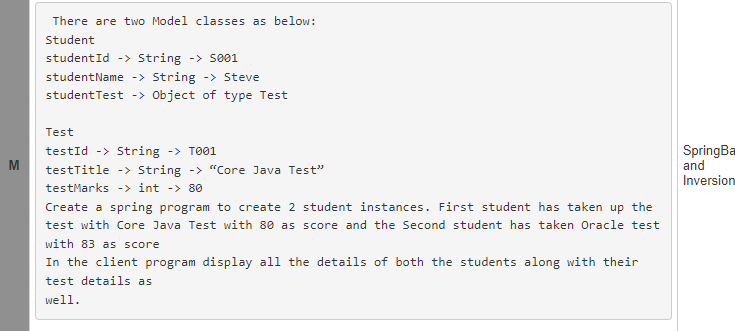 There are two Model classes as below:
Student
studentId -> String -> S001
studentName -> String -> Steve
studentTest -> Object of type Test
Test
testId -> String -> T001
testTitle -> String -> “Core Java Test”
testMarks -> int -> 80
Create a spring program to create 2 student instances. First student has taken up the
test with Core Java Test with 80 as score and the Second student has taken Oracle test
with 83 as score
In the client program display all the details of both the students along with their
test details as
well.
M
SpringBa
and
Inversion